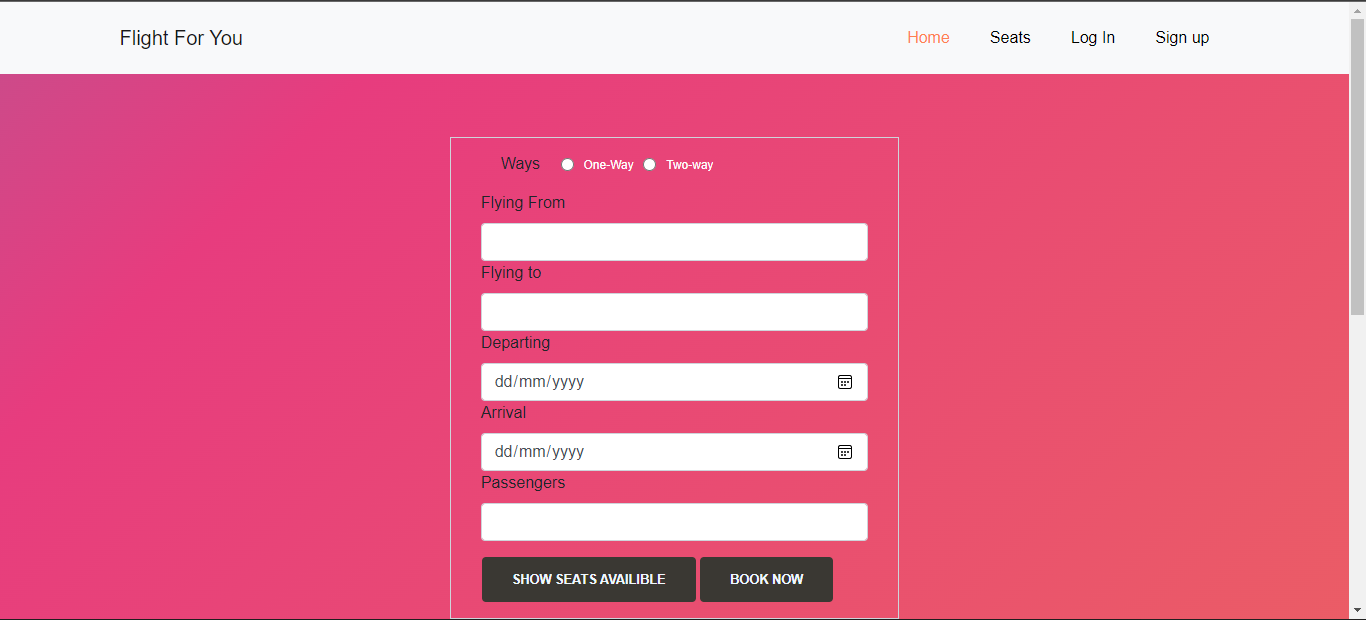 Flight For You Home Seats Log In Sign up
Ways One-Way Two-way
Flying From
Flying to
Departing
dd/mm/yyyy
Arrival
dd/mm/yyyy
Passengers
SHOW SEATS AVAILIBLE BOOK NOW